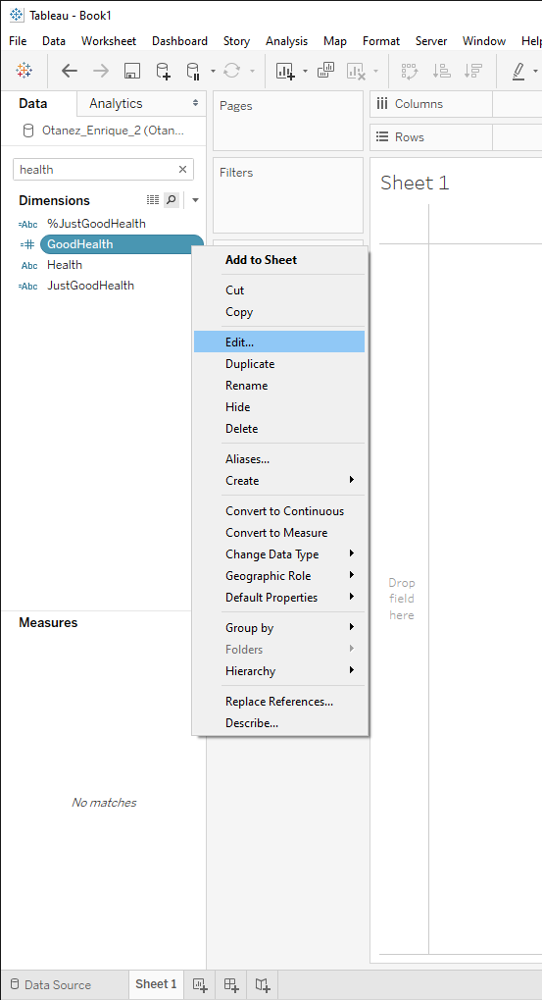 Tableau - Book1
File Data Worksheet Dashboard Story Analysis Map Format Server Window Help
Data Analytics
Otanez_Enrique_2 (Otan...
health
Dimensions
=Abc %JustGoodHealth
=# GoodHealth
Abc Health
=Abc JustGoodHealth
Measures
No matches
Pages
Filters
Add to Sheet
Cut
Copy
Edit...
Duplicate
Rename
Hide
Delete
Aliases...
Create
Convert to Continuous
Convert to Measure
Change Data Type
Geographic Role
Default Properties
Group by
Folders
Hierarchy
Replace References...
Describe...
Columns
Rows
Sheet 1
Drop
field
here
Data Source Sheet 1